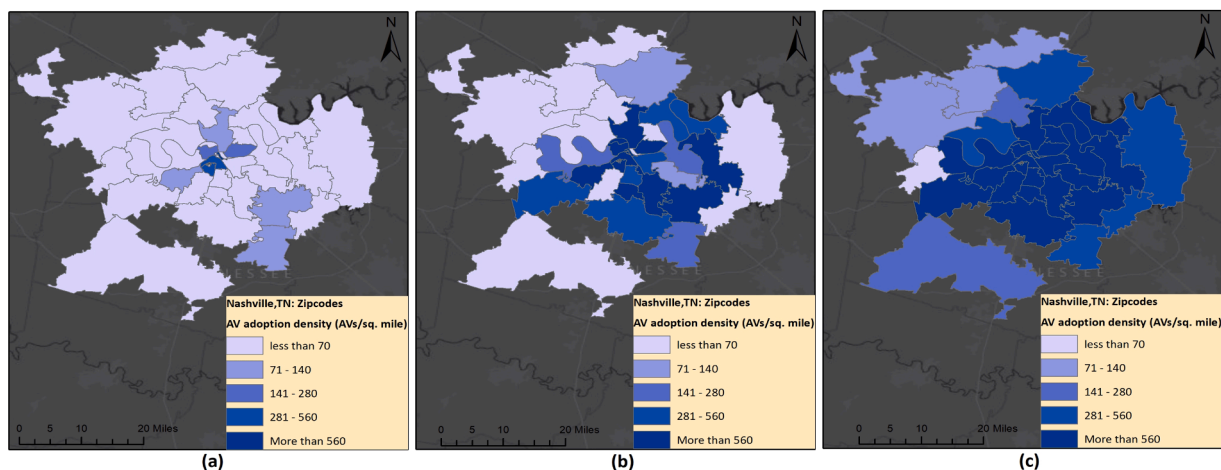 N
Nashville,TN: Zipcodes
AV adoption density (AVs/sq. mile)
less than 70
71 - 140
141 - 280
281 - 560
More than 560
0 5 10 20 Miles
(a)
N
NESSEE
Nashville,TN: Zipcodes
AV adoption density (AVs/sq. mile)
less than 70
71 - 140
141 - 280
281 - 560
More than 560
0 5 10 20 Miles
(b)
N
Nashville,TN: Zipcodes
AV adoption density (AVs/sq. mile)
less than 70
71 - 140
141 - 280
281 - 560
More than 560
0 5 10 20 Miles
(c)